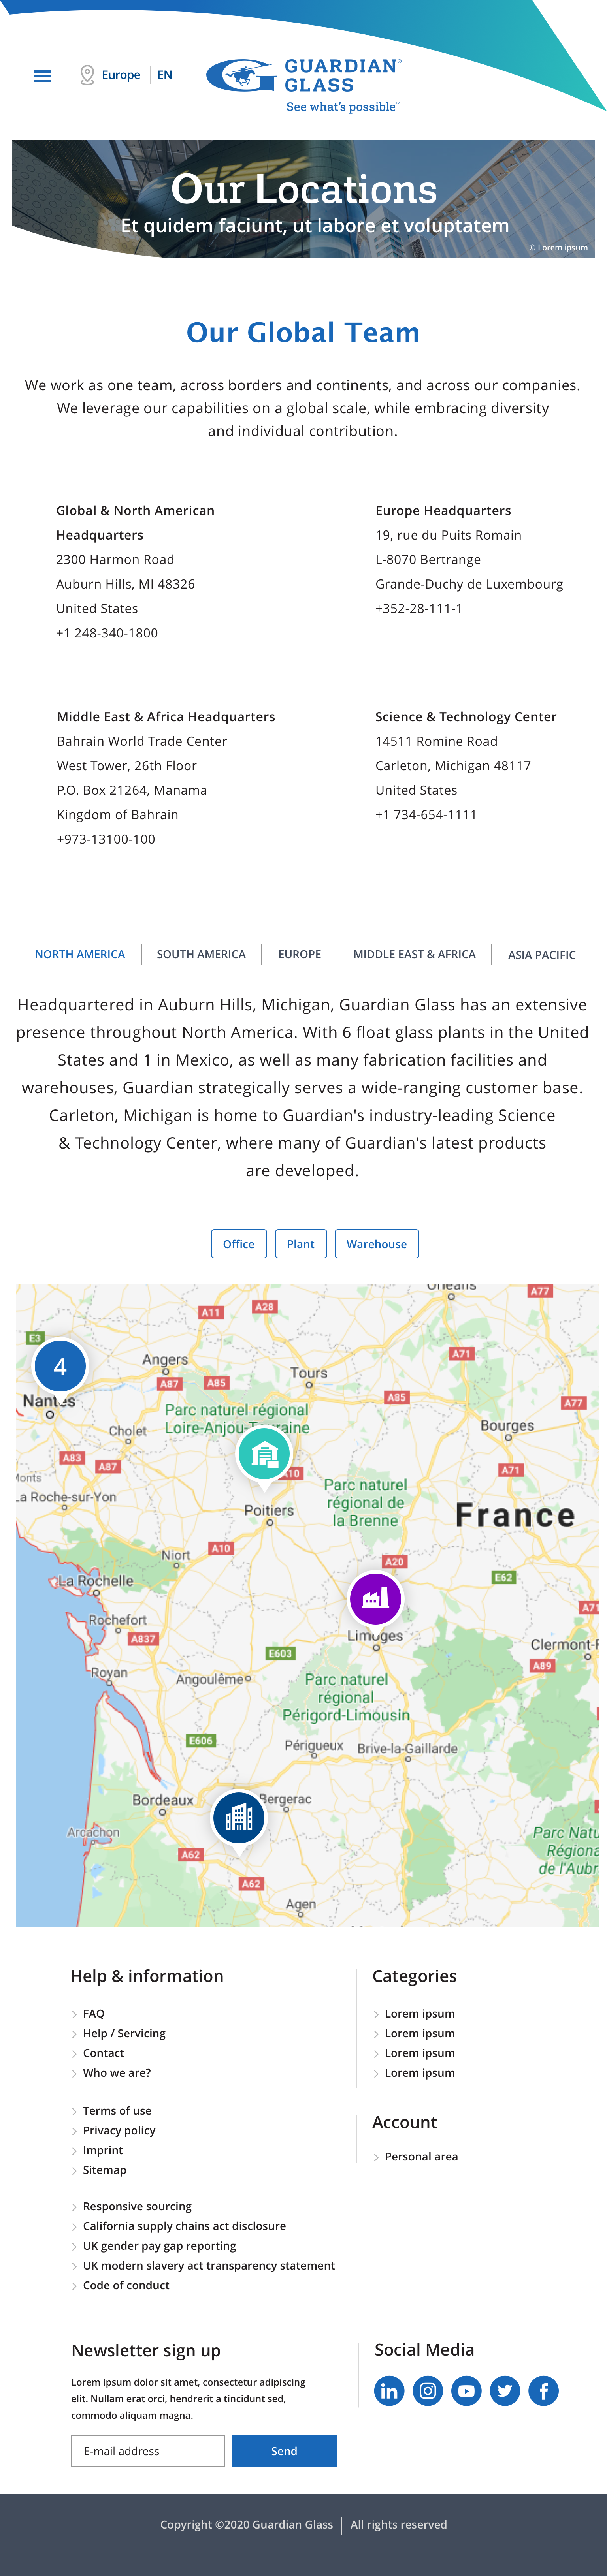 Europe
EN
GUARDIAN®
GLASS
See what's possible™
Our Locations
Et quidem faciunt, ut labore et voluptatem
© Lorem ipsum
Our Global Team
We work as one team, across borders and continents, and across our companies.
We leverage our capabilities on a global scale, while embracing diversity
and individual contribution.
Global & North American
Headquarters
2300 Harmon Road
Auburn Hills, MI 48326
United States
+1 248-340-1800
Europe Headquarters
19, rue du Puits Romain
L-8070 Bertrange
Grande-Duchy de Luxembourg
+352-28-111-1
Middle East & Africa Headquarters
Bahrain World Trade Center
West Tower, 26th Floor
P.O. Box 21264, Manama
Kingdom of Bahrain
+973-13100-100
Science & Technology Center
14511 Romine Road
Carleton, Michigan 48117
United States
+1 734-654-1111
NORTH AMERICA
SOUTH AMERICA
EUROPE
MIDDLE EAST & AFRICA
ASIA PACIFIC
Headquartered in Auburn Hills, Michigan, Guardian Glass has an extensive
presence throughout North America. With 6 float glass plants in the United
States and 1 in Mexico, as well as many fabrication facilities and
warehouses, Guardian strategically serves a wide-ranging customer base.
Carleton, Michigan is home to Guardian's industry-leading Science
& Technology Center, where many of Guardian's latest products
are developed.
Office
Plant
Warehouse
Orléans
A77
A28
A11
E3
4
Angers
A71
Tours
A87
A85
A85
Nantes
Parc naturel régional
Loire-Anjou-Touraine
A77
Cholet
Bourges
A83
A87
A10
A71
Monts
La Roche-sur-Yon
Parc naturel
régional de
la Brenne
Poitiers
France
Niort
A10
A20
E62
La Rochelle
A71
Rochefort
A837
Limoges
Clermont-F
E603
A89
Royan
Angoulême
Parc naturel
régional
Périgord-Limousin
E606
Périgueux
Brive-la-Gaillarde
Bordeaux
Bergerac
Arcachon
Parc Natu
Régiona
de l'Aubr
A62
A62
Agen
Help & information
FAQ
Help / Servicing
Contact
Who we are?
Terms of use
Privacy policy
Imprint
Sitemap
Responsive sourcing
California supply chains act disclosure
UK gender pay gap reporting
UK modern slavery act transparency statement
Code of conduct
Categories
Lorem ipsum
Lorem ipsum
Lorem ipsum
Lorem ipsum
Account
Personal area
Newsletter sign up
Lorem ipsum dolor sit amet, consectetur adipiscing
elit. Nullam erat orci, hendrerit a tincidunt sed,
commodo aliquam magna.
E-mail address
Send
Social Media
Copyright ©2020 Guardian Glass
All rights reserved